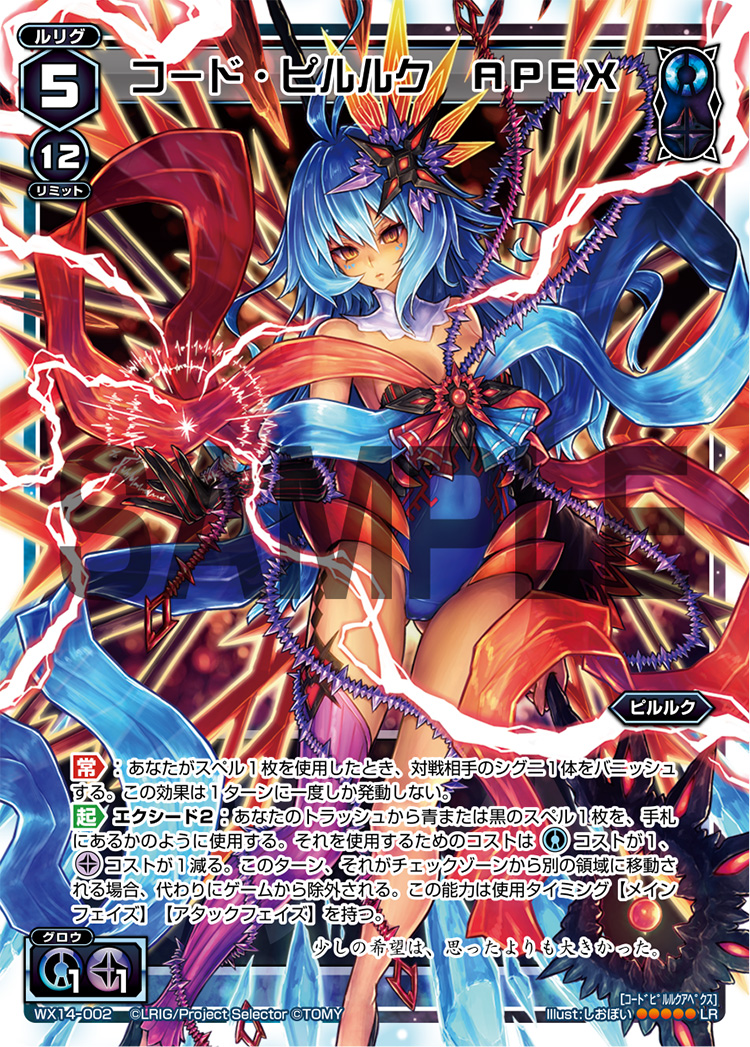 ルリグ
5
コード・ピルルク APEX
12
リミット
SAMPLE
ピルルク
常：あなたがスペル１枚を使用したとき、対戦相手のシグニ１体をバニッシュ
する。この効果は１ターンに一度しか発動しない。
起 エクシード２：あなたのトラッシュから青または黒のスペル１枚を、手札
にあるかのように使用する。それを使用するためのコストは コストが１、
コストが１減る。このターン、それがチェックゾーンから別の領域に移動さ
れる場合、代わりにゲームから除外される。この能力は使用タイミング【メイン
フェイズ】【アタックフェイズ】を持つ。
少しの希望は、思ったよりも大きかった。
グロウ
1 1
[コードピルルクアペクス]
WX14-002 ©LRIG/Project Selector ©TOMY Illust:しおぼい LR